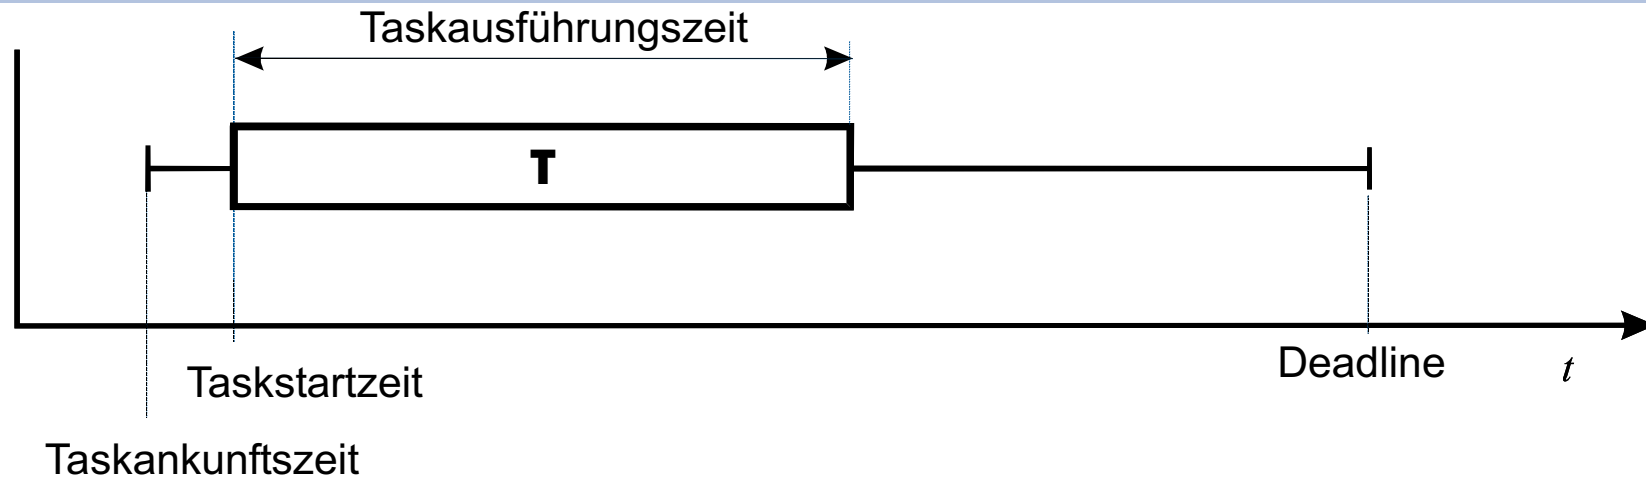 Taskausführungszeit
T
Deadline
t
Taskstartzeit
Taskankunftszeit